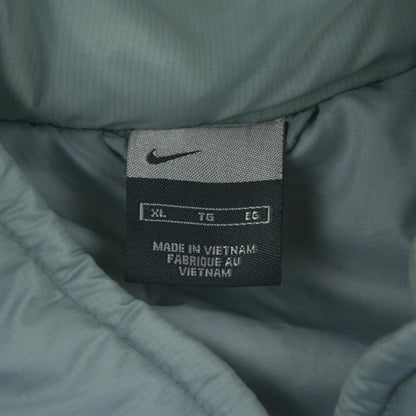 XL TG EG
MADE IN VIETNAM
FABRIQUE AU
VIETNAM